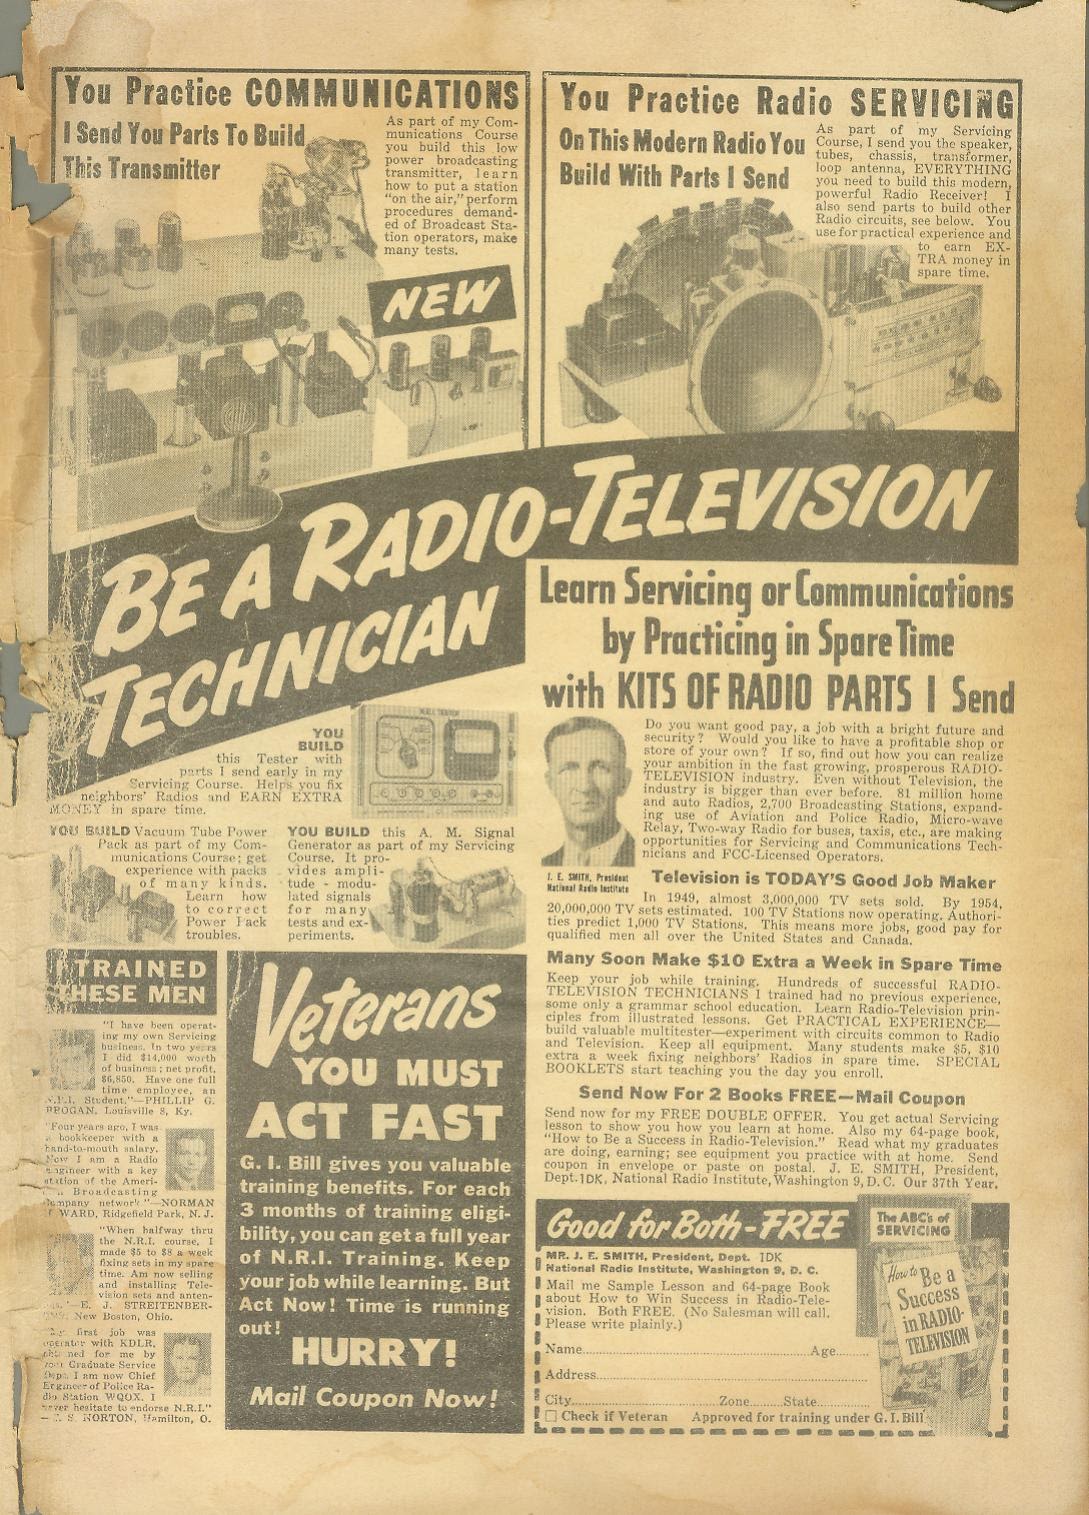 You Practice COMMUNICATIONS
I Send You Parts To Build
This Transmitter
As part of my Com-
munications Course
you build this low
power broadcasting
transmitter, learn
how to put a station
"on the air," perform
procedures demand-
ed of Broadcast Sta-
tion operators, make
many tests.
NEW
You Practice Radio SERVICING
On This Modern Radio You
Build With Parts I Send
As part of my Servicing
Course, I send you the speaker,
tubes, chassis, transformer,
loop antenna, EVERYTHING
you need to build this modern,
powerful Radio Receiver! I
also send parts to build other
Radio circuits, see below. You
use for practical experience and
to earn EX-
TRA money in
spare time.
BE A RADIO-TELEVISION
TECHNICIAN
Learn Servicing or Communications
by Practicing in Spare Time
with KITS OF RADIO PARTS I Send
YOU
BUILD
this Tester with
parts I send early in my
Servicing Course. Helps you fix
neighbors' Radios and EARN EXTRA
MONEY in spare time.
YOU BUILD Vacuum Tube Power
Pack as part of my Com-
munications Course; get
experience with packs
of many kinds.
Learn how
to correct
Power Pack
troubles.
YOU BUILD this A. M. Signal
Generator as part of my Servicing
Course. It pro-
vides ampli-
tude-modu-
lated signals
for many
tests and ex-
periments.
J. E. SMITH, President
National Radio Institute
Do you want good pay, a job with a bright future and
security? Would you like to have a profitable shop or
store of your own? If so, find out how you can realize
your ambition in the fast growing, prosperous RADIO-
TELEVISION industry. Even without Television, the
industry is bigger than ever before. 81 million home
and auto Radios, 2,700 Broadcasting Stations, expand-
ing use of Aviation and Police Radio, Micro-wave
Relay, Two-way Radio for buses, taxis, etc., are making
opportunities for Servicing and Communications Tech-
nicians and FCC-Licensed Operators.
Television is TODAY'S Good Job Maker
In 1949, almost 3,000,000 TV sets sold. By 1954,
20,000,000 TV sets estimated. 100 TV Stations now operating. Authori-
ties predict 1,000 TV Stations. This means more jobs, good pay for
qualified men all over the United States and Canada.
Many Soon Make $10 Extra a Week in Spare Time
Keep your job while training. Hundreds of successful RADIO-
TELEVISION TECHNICIANS I trained had no previous experience,
some only a grammar school education. Learn Radio-Television prin-
ciples from illustrated lessons. Get PRACTICAL EXPERIENCE—
build valuable multitester—experiment with circuits common to Radio
and Television. Keep all equipment. Many students make $5, $10
extra a week fixing neighbors' Radios in spare time. SPECIAL
BOOKLETS start teaching you the day you enroll.
Send Now For 2 Books FREE—Mail Coupon
Send now for my FREE DOUBLE OFFER. You get actual Servicing
lesson to show you how you learn at home. Also my 64-page book,
"How to Be a Success in Radio-Television." Read what my graduates
are doing, earning; see equipment you practice with at home. Send
coupon in envelope or paste on postal. J. E. SMITH, President,
Dept. 1DK, National Radio Institute, Washington 9, D. C. Our 37th Year.
I TRAINED
THESE MEN
"I have been operat-
ing my own Servicing
business. In two years
I did $14,000 worth
of business; net profit,
$6,850. Have one full
time employee, an
N.R.I. Student."—PHILLIP G.
BROGAN, Louisville 8, Ky.
"Four years ago, I was
a bookkeeper with a
hand-to-mouth salary.
Now I am a Radio
engineer with a key
station of the Ameri-
can Broadcasting
company network."—NORMAN
WARD, Ridgefield Park, N. J.
"When halfway thru
the N.R.I. course, I
made $5 to $8 a week
fixing sets in my spare
time. Am now selling
and installing Tele-
vision sets and anten-
E. J. STREITENBER-
New Boston, Ohio.
first job was
operator with KDLR,
obtained for me by
your Graduate Service
Dept. I am now Chief
Engineer of Police Ra-
dio Station WQOX. I
never hesitate to endorse N.R.I."
NORTON, Hamilton, O.
Veterans
YOU MUST
ACT FAST
G. I. Bill gives you valuable
training benefits. For each
3 months of training eligi-
bility, you can get a full year
of N.R.I. Training. Keep
your job while learning. But
Act Now! Time is running
out!
HURRY!
Mail Coupon Now!
Good for Both-FREE
MR. J. E. SMITH, President, Dept. 1DK
National Radio Institute, Washington 9, D. C.
Mail me Sample Lesson and 64-page Book
about How to Win Success in Radio-Tele-
vision. Both FREE. (No Salesman will call.
Please write plainly.)
Name Age
Address
City Zone State
Check if Veteran Approved for training under G. I. Bill
The ABC's of
SERVICING
How to
Be a
Success
in RADIO-
TELEVISION